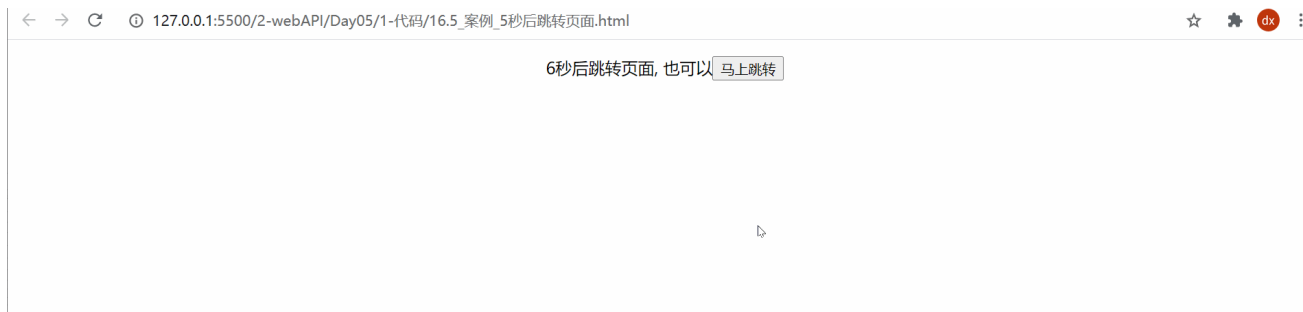 127.0.0.1:5500/2-webAPI/Day05/1-代码/16.5_案例_5秒后跳转页面.html
dx
6秒后跳转页面, 也可以马上跳转